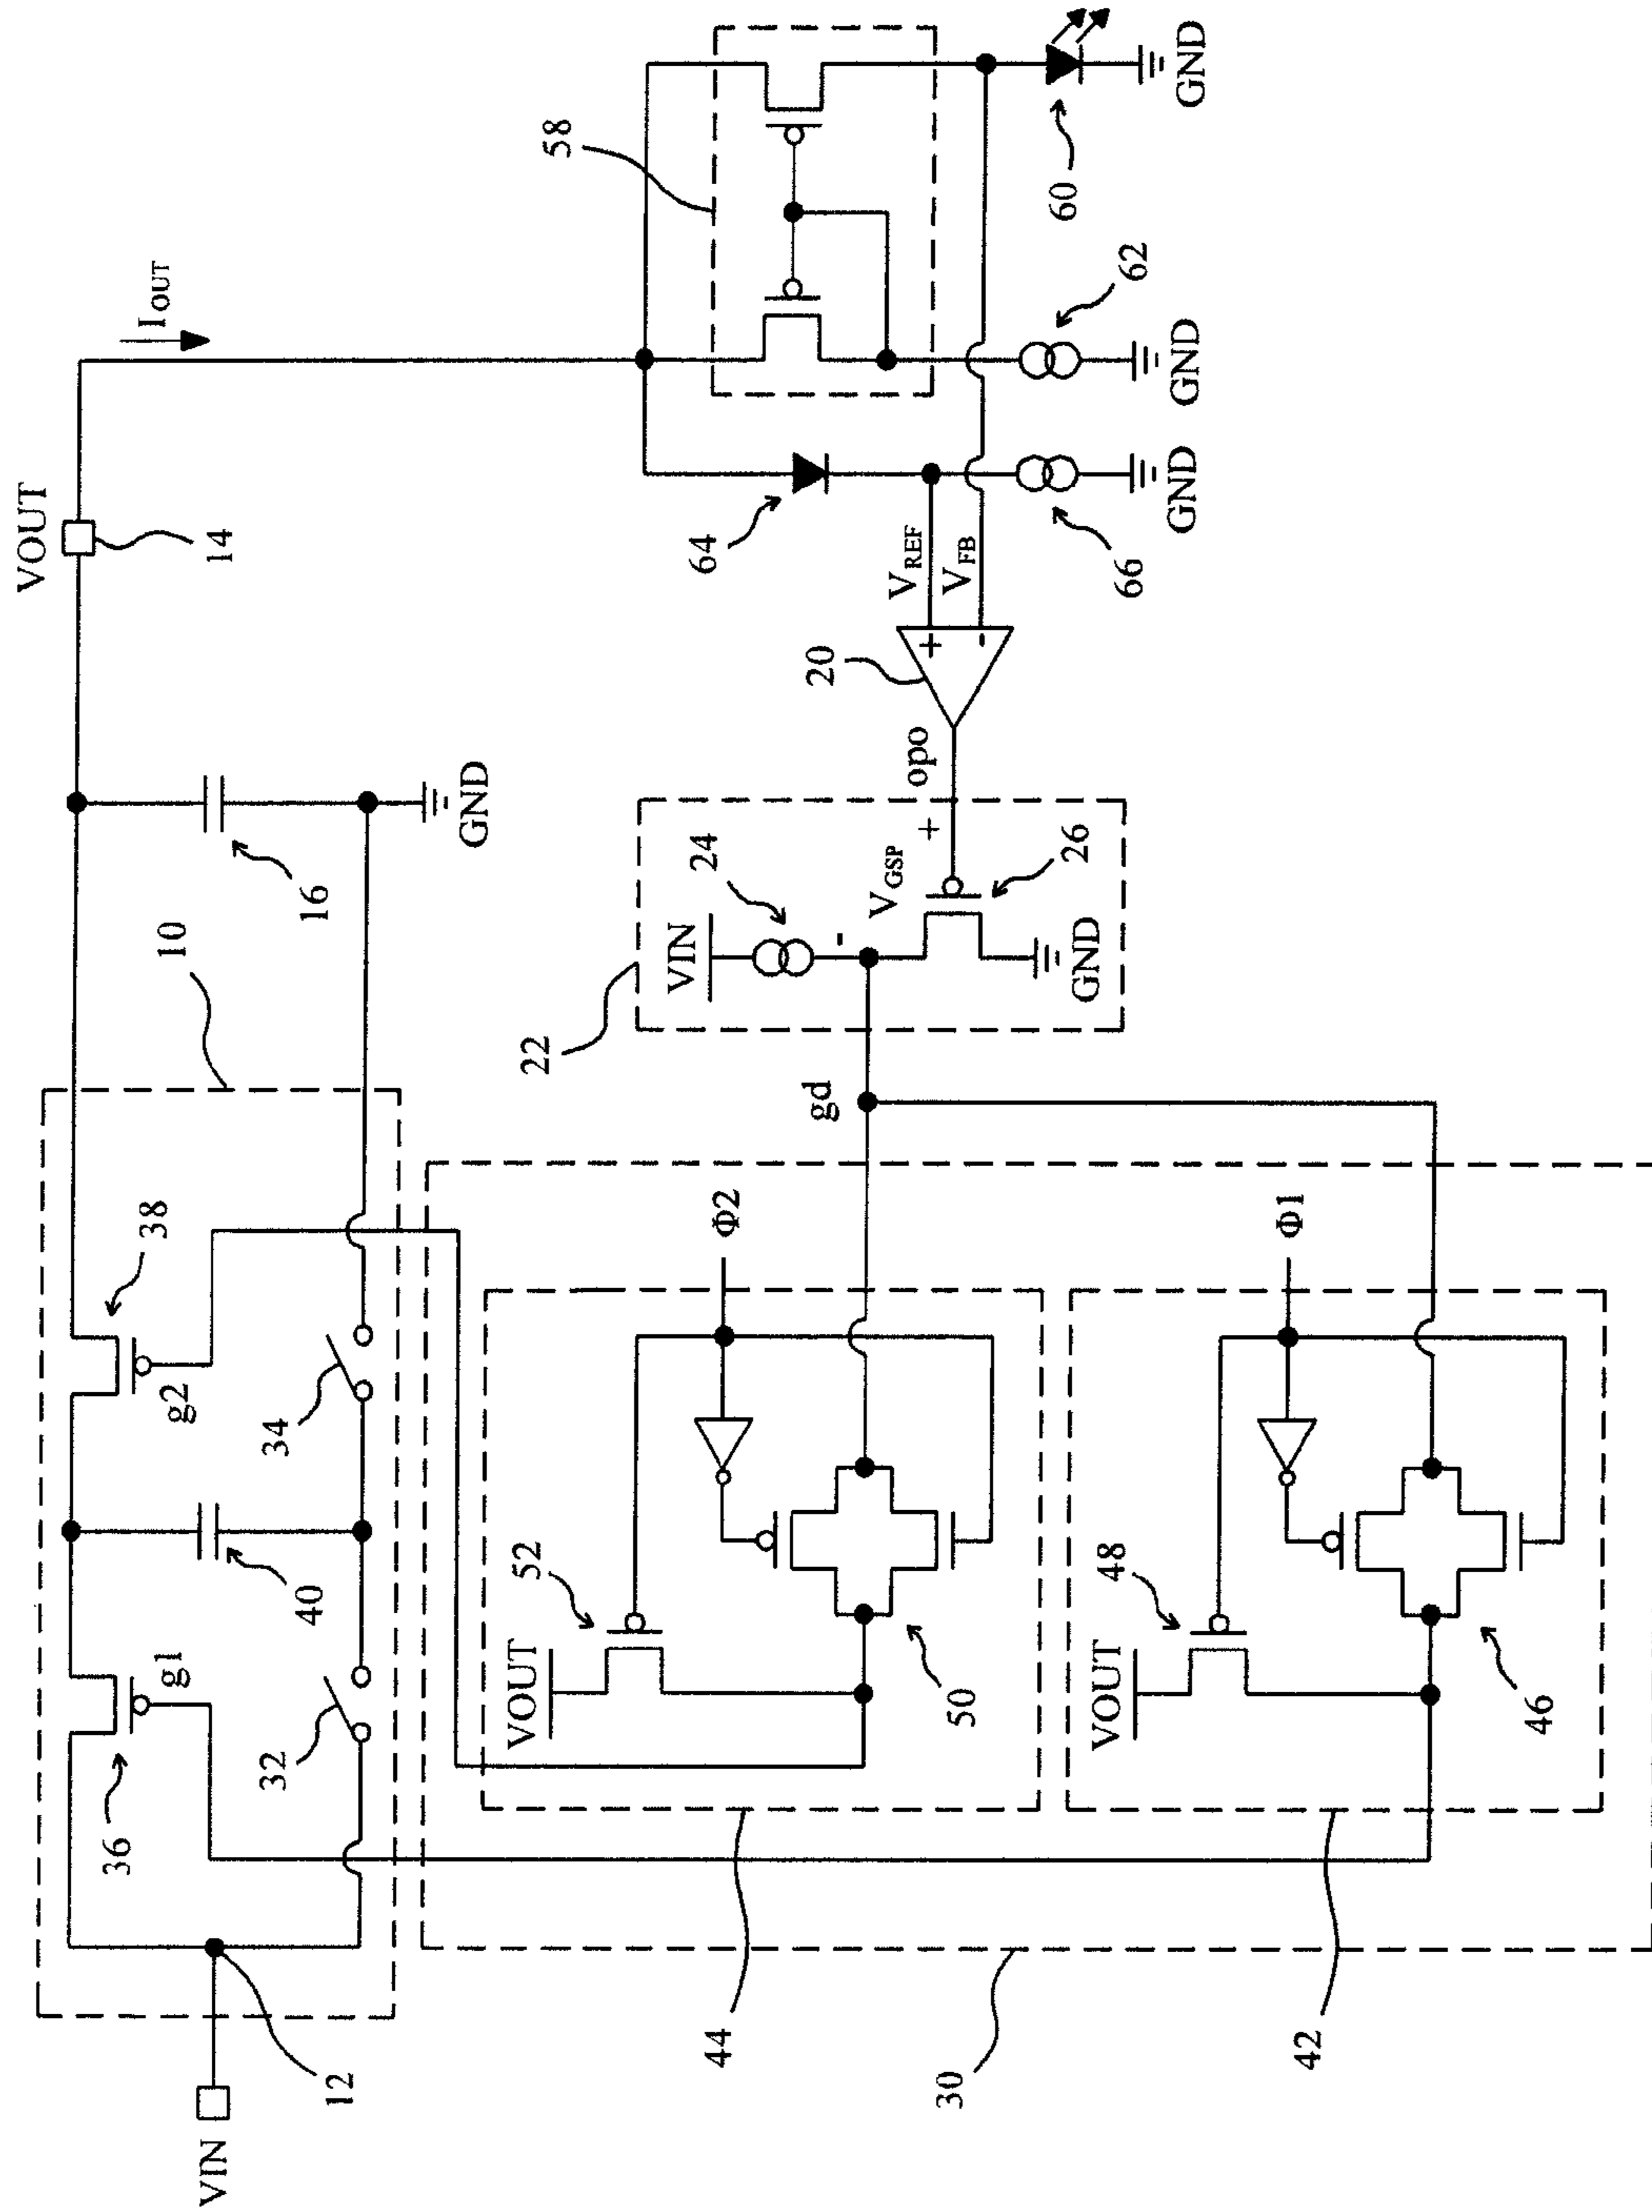 VIN
12
10
36
g1
32
40
34
g2
38
16
GND
VOUT
14
IOUT
30
44
42
VOUT
52
50
Φ2
VOUT
48
46
Φ1
gd
22
VIN
24
-
VGSP
+
26
GND
opo
20
+
-
VREF
VFB
64
66
GND
58
62
GND
60
GND